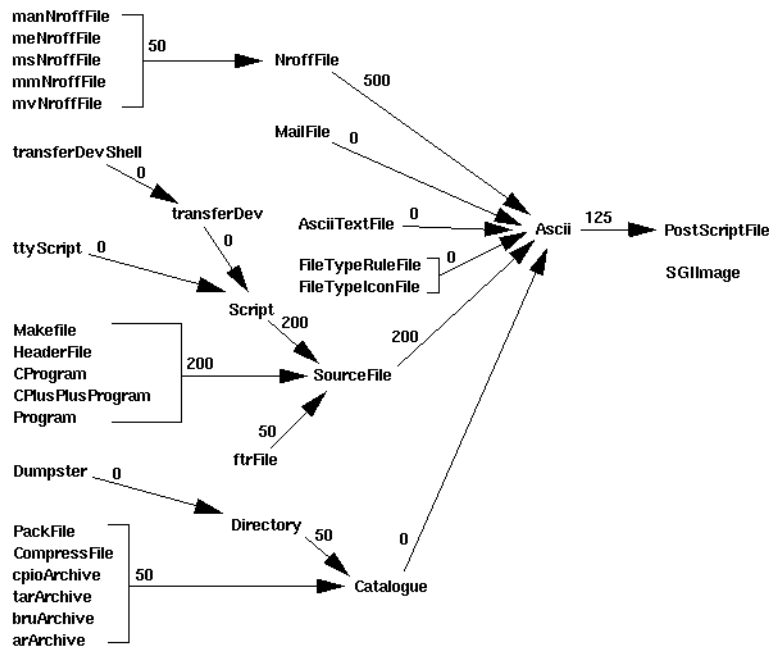 manNroffFile
meNroffFile
msNroffFile
mmNroffFile
mvNroffFile
50
NroffFile
500
MailFile
0
transferDevShell
0
transferDev
0
ttyScript
0
Script
200
AsciiTextFile
0
FileTypeRuleFile
FileTypeIconFile
0
Ascii
125
PostScriptFile
SGIImage
Makefile
HeaderFile
CProgram
CPlusPlusProgram
Program
200
SourceFile
200
50
ftrFile
Dumpster
0
Directory
50
0
PackFile
CompressFile
cpioArchive
tarArchive
bruArchive
arArchive
50
Catalogue